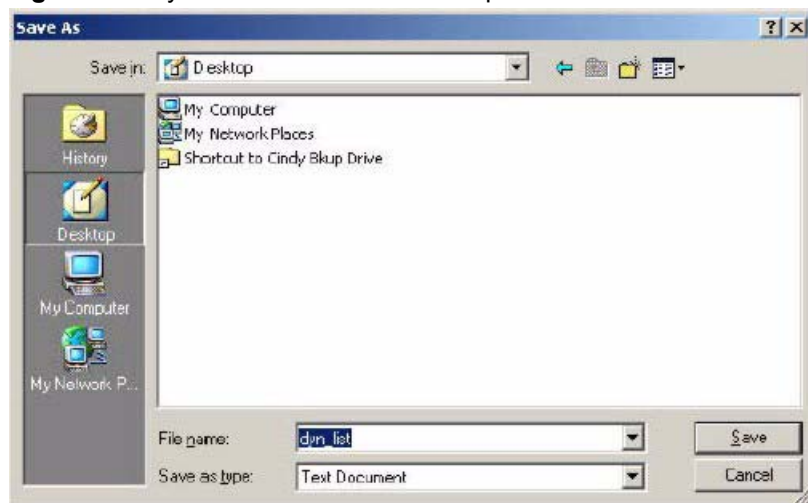 Save As
Save in: Desktop
My Computer
My Network Places
Shortcut to Cindy Bkup Drive
History
Desktop
My Computer
My Network P...
File name: dyn_list
Save
Save as type: Text Document
Cancel